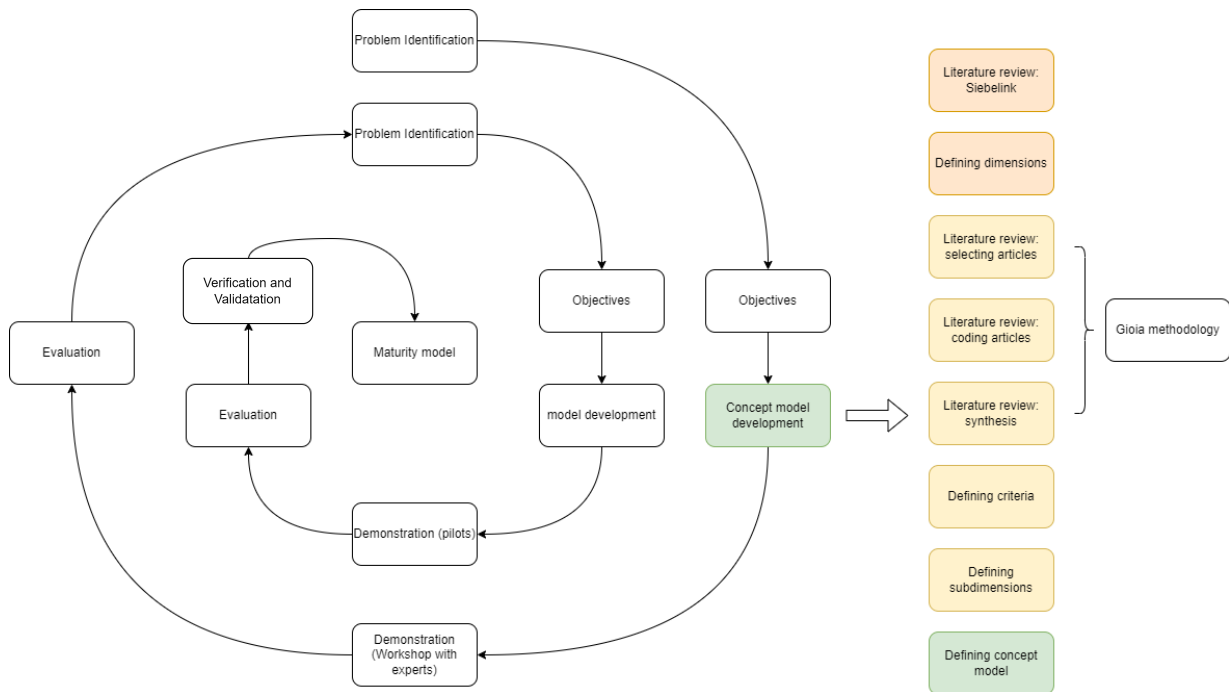 Problem Identification
Problem Identification
Verification and
Validatation
Evaluation
Maturity model
Evaluation
Objectives
Objectives
model development
Concept model
development
Demonstration (pilots)
Demonstration
(Workshop with
experts)
Literature review:
Siebelink
Defining dimensions
Literature review:
selecting articles
Literature review:
coding articles
Literature review:
synthesis
Gioia methodology
Defining criteria
Defining
subdimensions
Defining concept
model